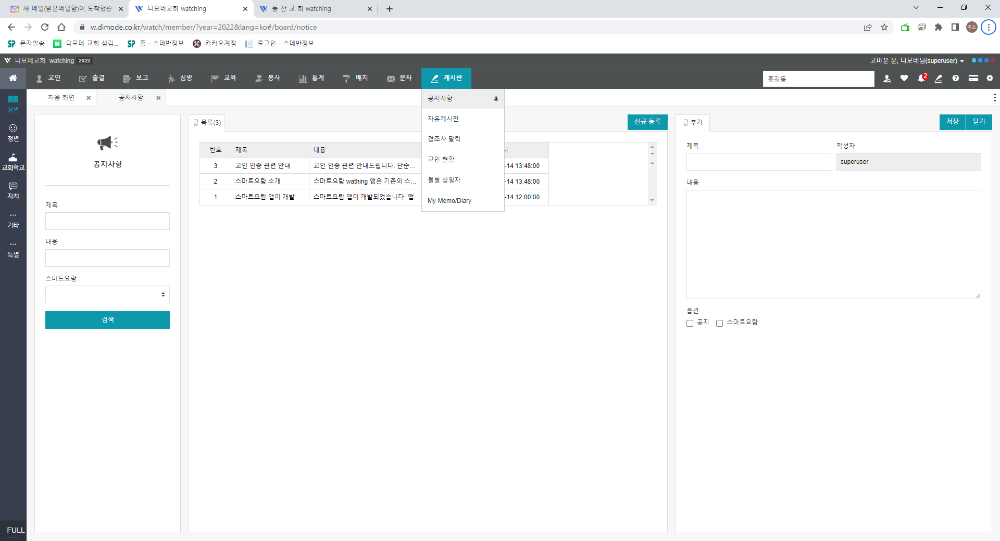 새 메일(받은메일함)이 도착했습
디모데교회 watching
동 산 교 회 watching
w.dimode.co.kr/watch/member/?year=2022&lang=ko#/board/notice
미소
문자발송
디모데 교회 섬김...
홈 - 스데반정보
카카오계정
로그인 - 스데반정보
디모데교회 watching 2022
고마운 분, 디모데님(superuser)
교인
출결
보고
심방
교육
봉사
통계
배치
문자
게시판
홍길동
2
처음 화면
공지사항
장년
청년
교회학교
자치
기타
특별
FULL
공지사항
제목
내용
스마트요람
검색
글 목록(3)
신규 등록
번호 제목 내용 시
3 교인 인증 관련 안내 교인 인증 관련 안내드립니다. 단순... -14 13:48:00
2 스마트요람 소개 스마트요람 wathing 앱은 기존의 스... -14 13:48:00
1 스마트요람 앱이 개발... 스마트요람 앱이 개발되었습니다. 앱... -14 12:00:00
공지사항
자유게시판
경조사 달력
교인 현황
월별 생일자
My Memo/Diary
글 추가
저장
닫기
제목
작성자
superuser
내용
옵션
공지
스마트요람